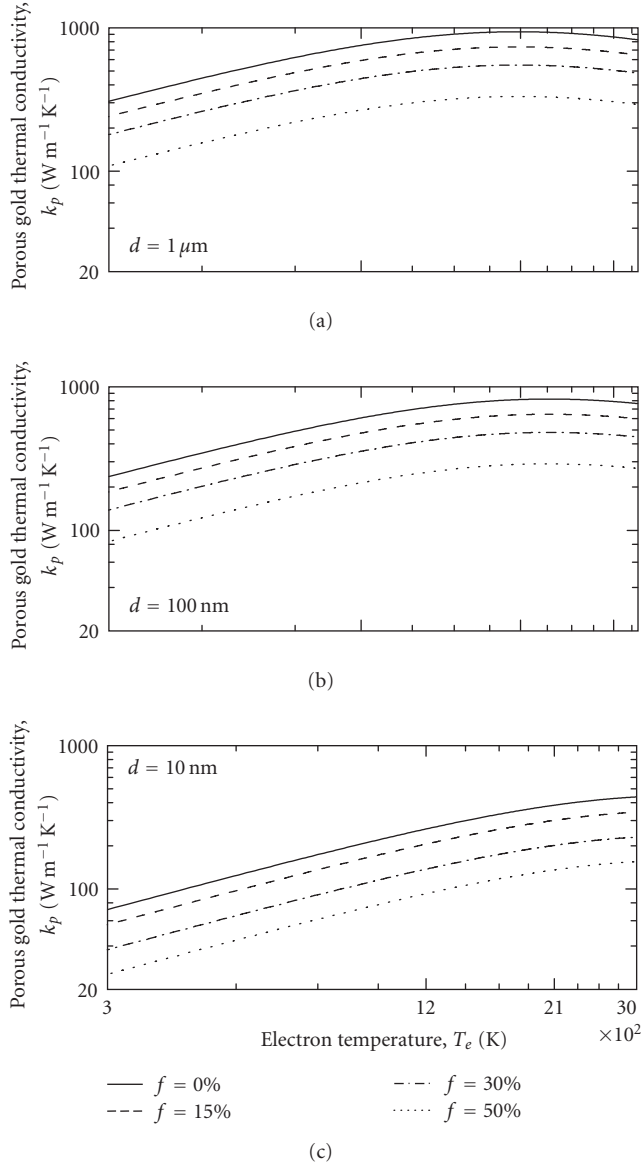 Porous gold thermal conductivity,
k_p (W m⁻¹ K⁻¹)
1000
100
20
d = 1 μm
(a)
Porous gold thermal conductivity,
k_p (W m⁻¹ K⁻¹)
1000
100
20
d = 100 nm
(b)
Porous gold thermal conductivity,
k_p (W m⁻¹ K⁻¹)
1000
100
20
d = 10 nm
3 12 21 30
×10²
Electron temperature, T_e (K)
f = 0%
f = 15%
f = 30%
f = 50%
(c)